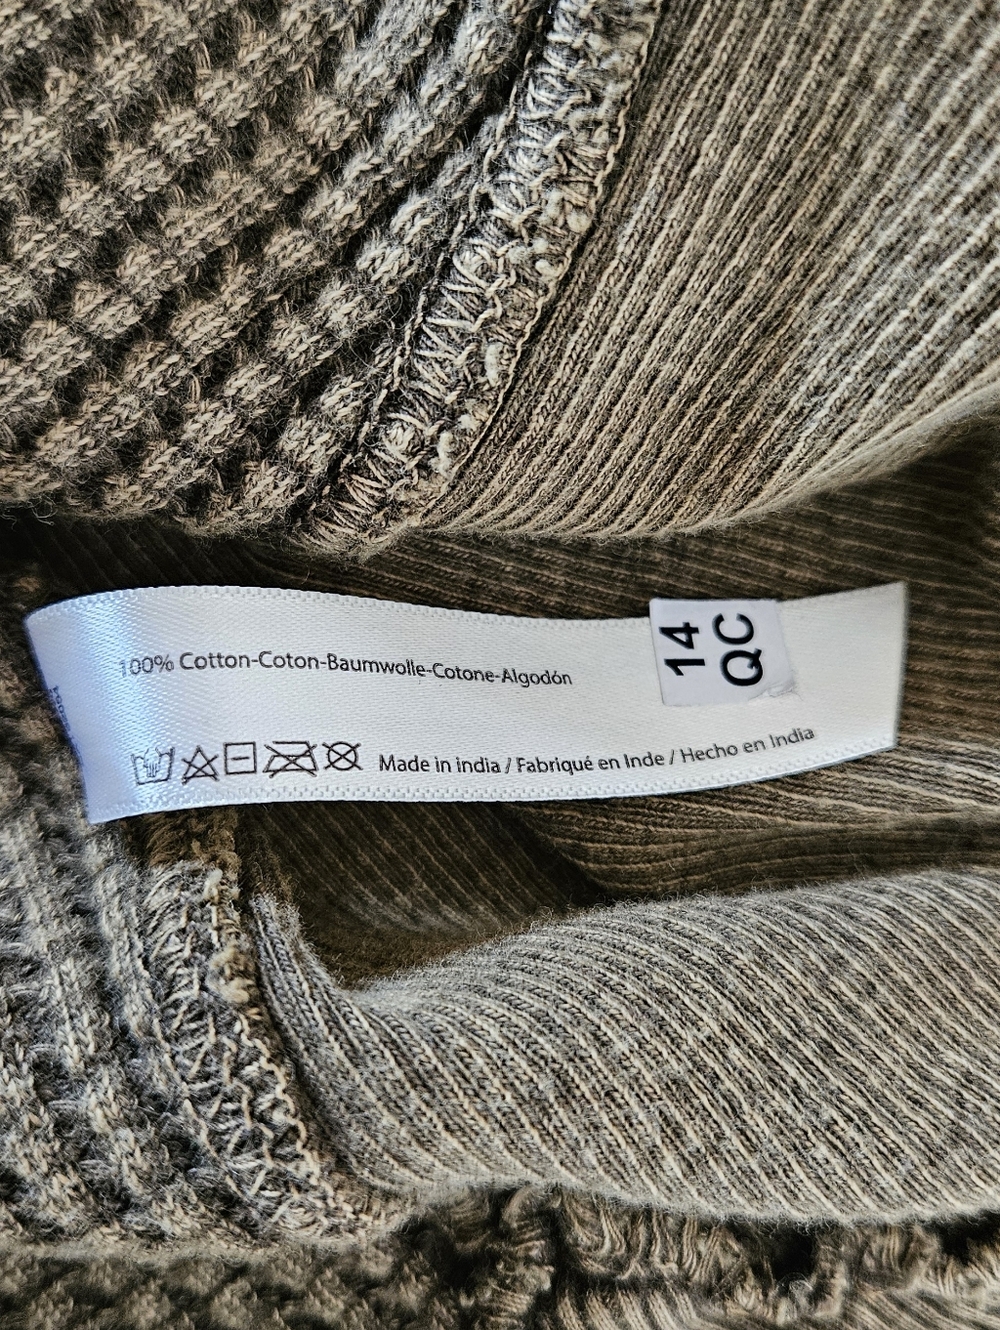 100% Cotton-Coton-Baumwolle-Cotone-Algodón
14
QC
Made in india / Fabriqué en Inde / Hecho en India